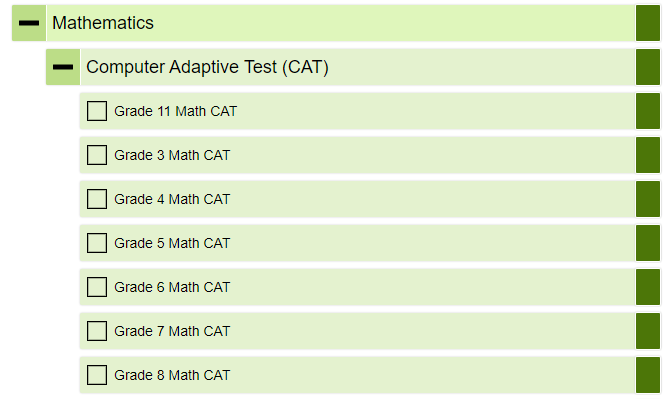 Mathematics
Computer Adaptive Test (CAT)
Grade 11 Math CAT
Grade 3 Math CAT
Grade 4 Math CAT
Grade 5 Math CAT
Grade 6 Math CAT
Grade 7 Math CAT
Grade 8 Math CAT